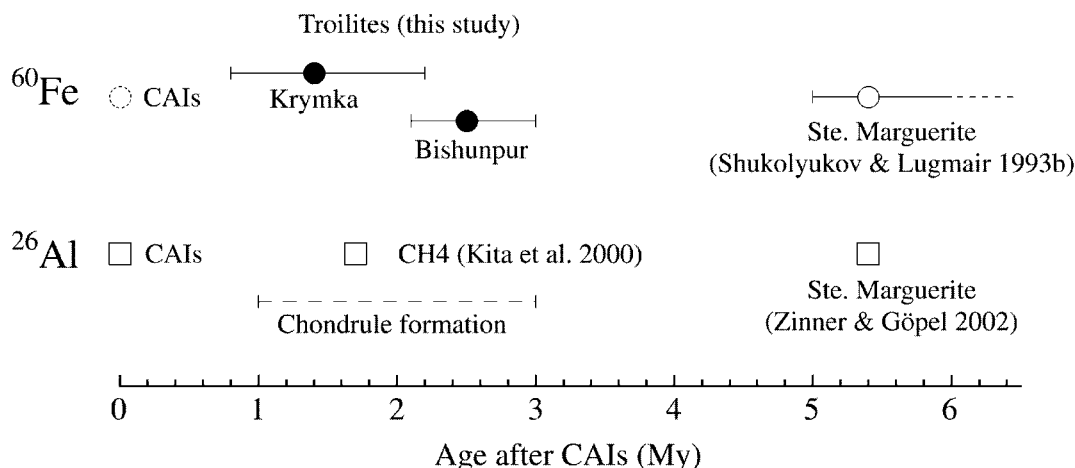 Troilites (this study)
60Fe
CAIs
Krymka
Bishunpur
Ste. Marguerite
(Shukolyukov & Lugmair 1993b)
26Al
CAIs
CH4 (Kita et al. 2000)
Chondrule formation
Ste. Marguerite
(Zinner & Göpel 2002)
0 1 2 3 4 5 6
Age after CAIs (My)